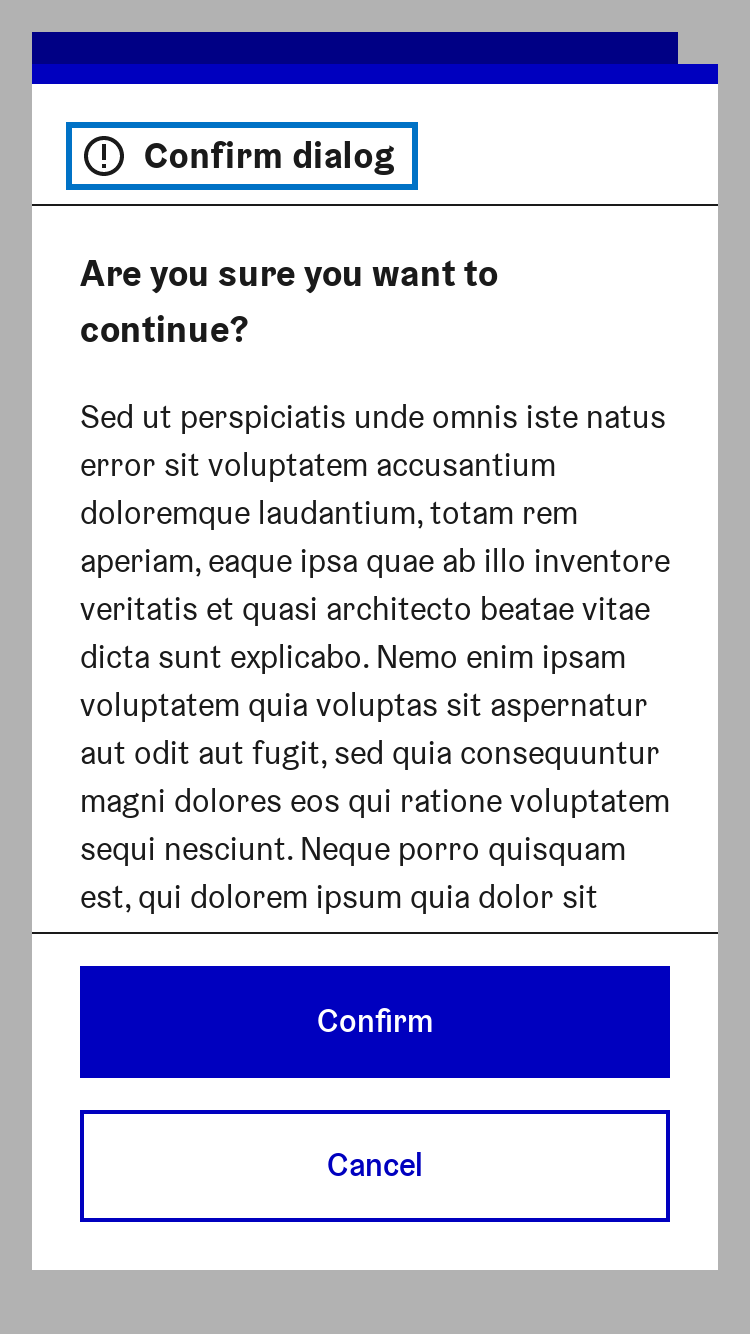 Confirm dialog
Are you sure you want to
continue?
Sed ut perspiciatis unde omnis iste natus
error sit voluptatem accusantium
doloremque laudantium, totam rem
aperiam, eaque ipsa quae ab illo inventore
veritatis et quasi architecto beatae vitae
dicta sunt explicabo. Nemo enim ipsam
voluptatem quia voluptas sit aspernatur
aut odit aut fugit, sed quia consequuntur
magni dolores eos qui ratione voluptatem
sequi nesciunt. Neque porro quisquam
est, qui dolorem ipsum quia dolor sit
Confirm
Cancel